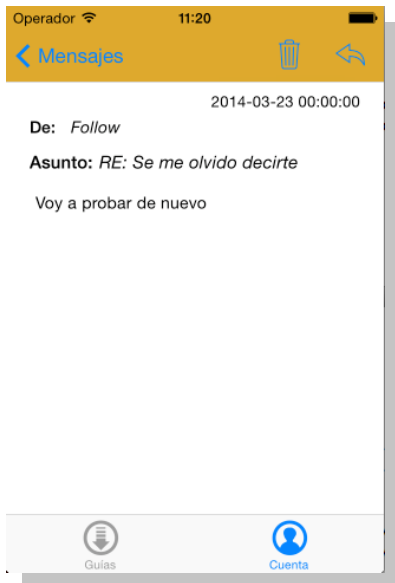 Operador 11:20
Mensajes
2014-03-23 00:00:00
De: Follow
Asunto: RE: Se me olvido decirte
Voy a probar de nuevo
Guías Cuenta